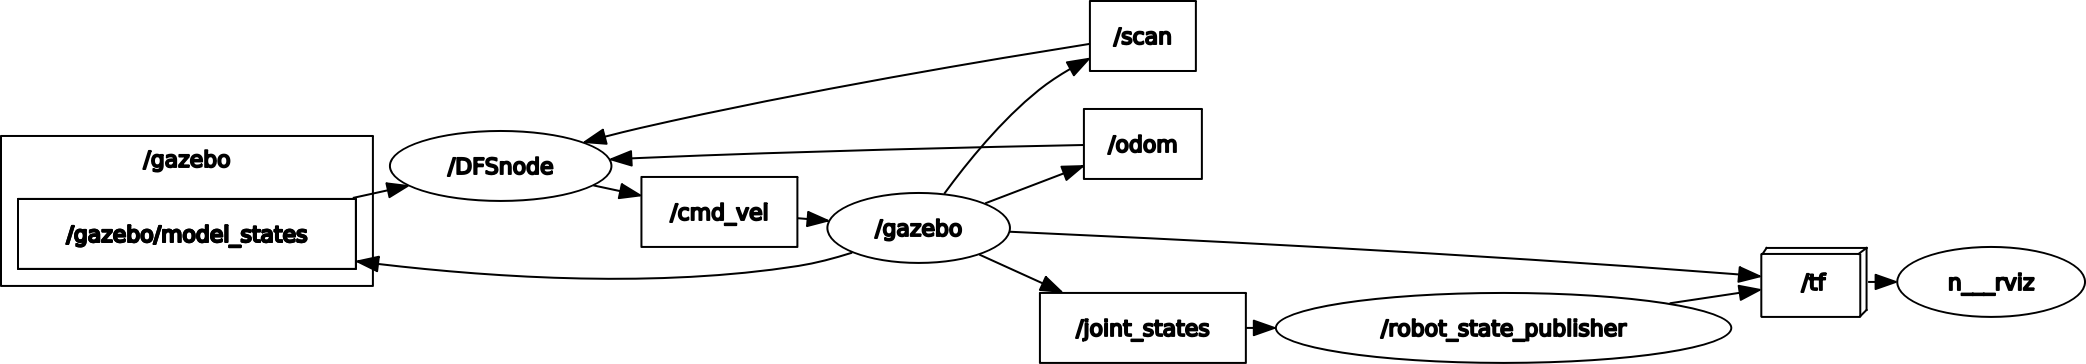 /scan
/odom
/gazebo
/gazebo/model_states
/DFSnode
/cmd_vel
/gazebo
/joint_states
/robot_state_publisher
/tf
n___rviz